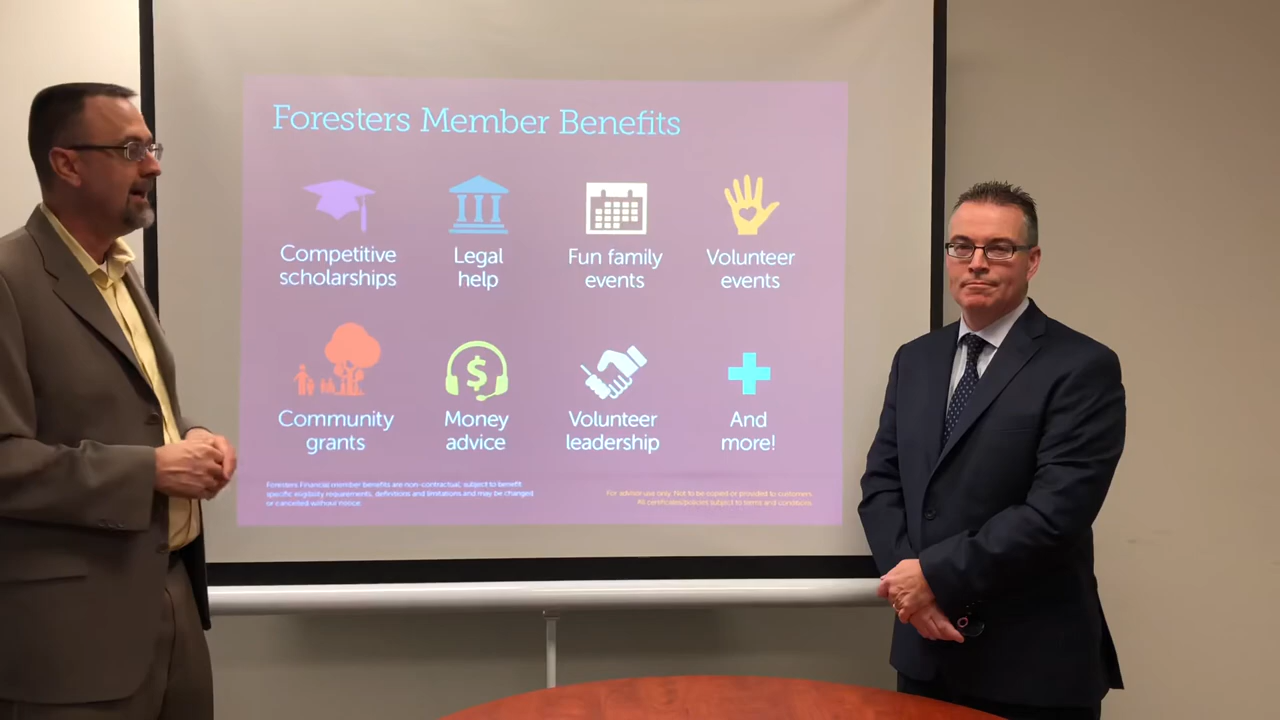 Foresters Member Benefits
Competitive
scholarships
Legal
help
Fun family
events
Volunteer
events
Community
grants
Money
advice
Volunteer
leadership
And
more!
Foresters Financial member benefits are non-contractual, subject to benefit
specific eligibility requirements, definitions and limitations and may be changed
or cancelled without notice.
For advisor use only. Not to be copied or provided to customers
All certificates/policies subject to terms and conditions